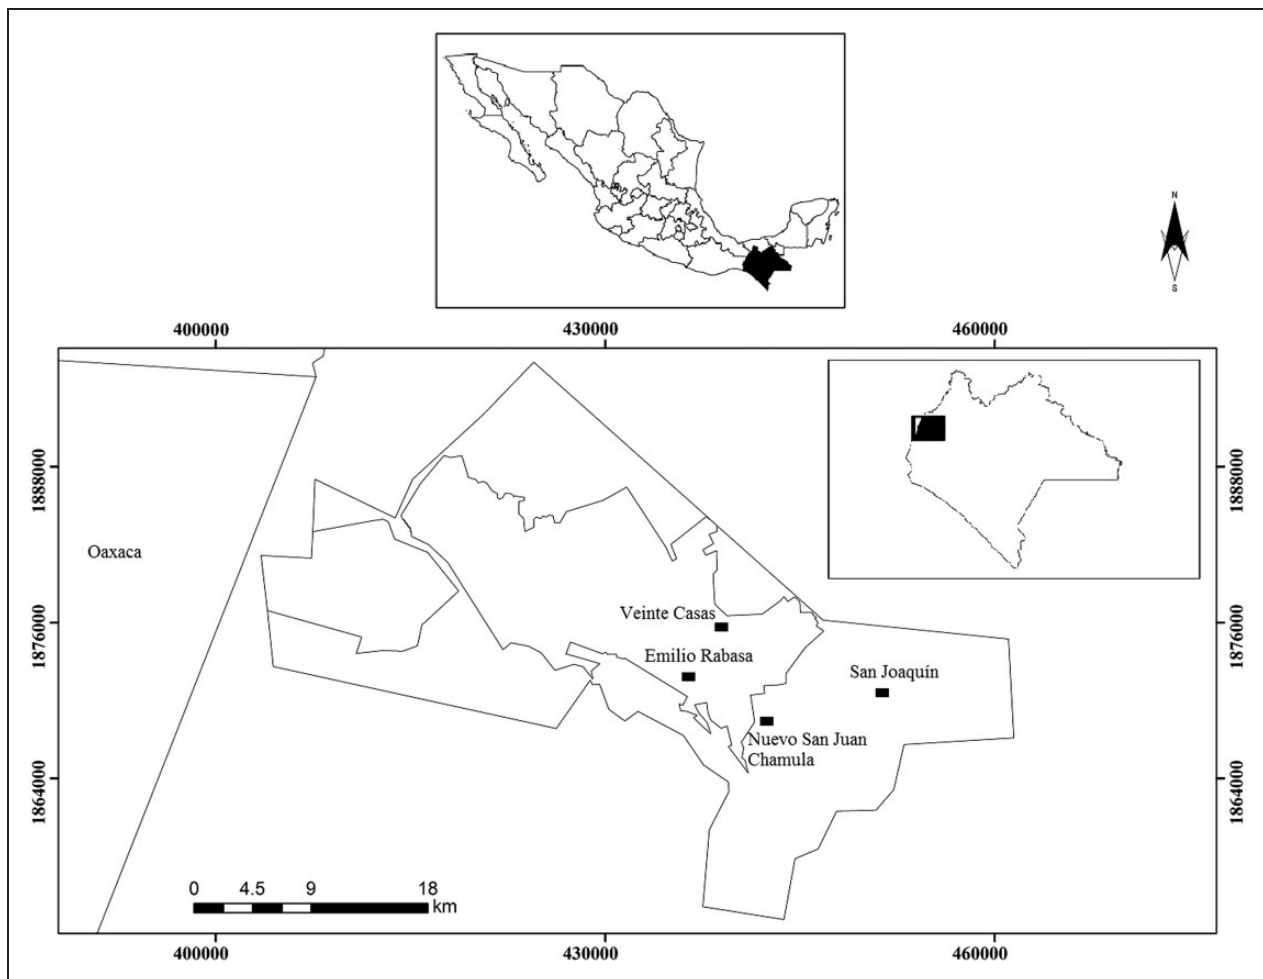 N
S
400000
430000
460000
1888000
1888000
Oaxaca
Veinte Casas
1876000
1876000
Emilio Rabasa
San Joaquín
Nuevo San Juan
Chamula
1864000
1864000
0 4.5 9 18
km
400000
430000
460000